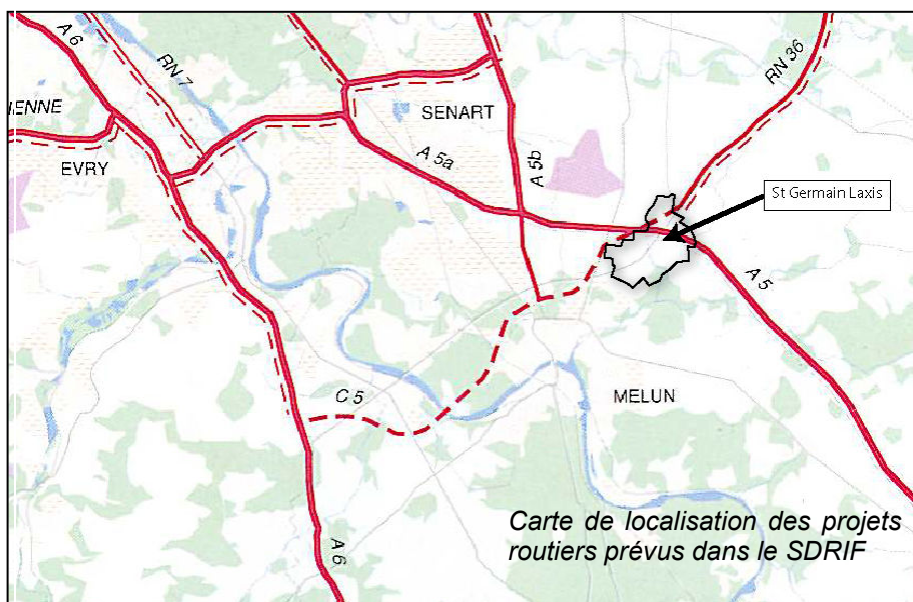 A 6
RN 7
RN 36
IENNE
SENART
EVRY
A 5a
A 5b
St Germain Laxis
A 5
C 5
MELUN
A 6
Carte de localisation des projets
routiers prévus dans le SDRIF